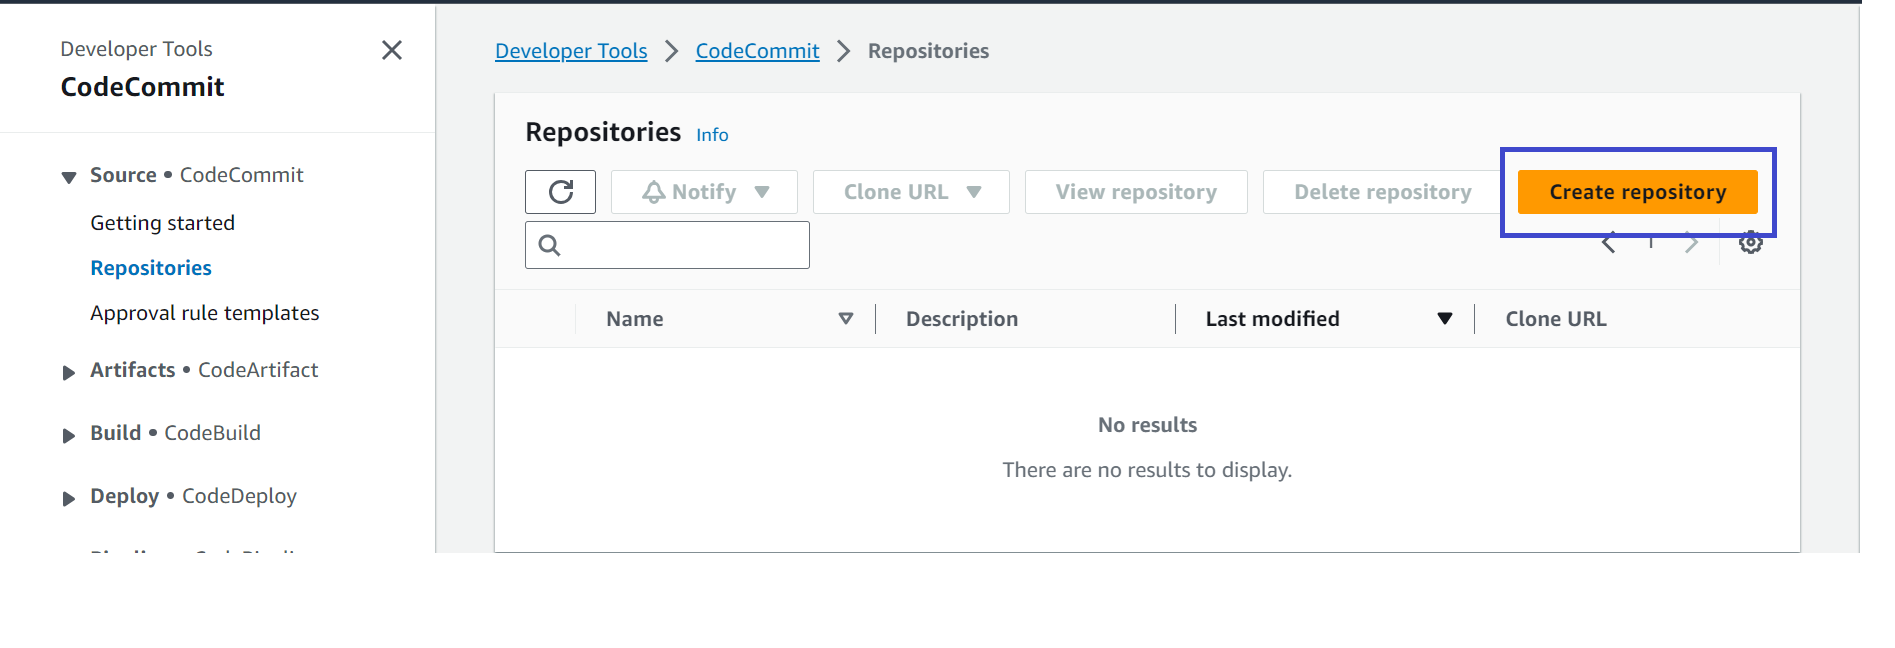 Developer Tools
CodeCommit
Source • CodeCommit
Getting started
Repositories
Approval rule templates
Artifacts • CodeArtifact
Build • CodeBuild
Deploy • CodeDeploy
Developer Tools > CodeCommit > Repositories
Repositories Info
Notify Clone URL View repository Delete repository Create repository
Name Description Last modified Clone URL
No results
There are no results to display.